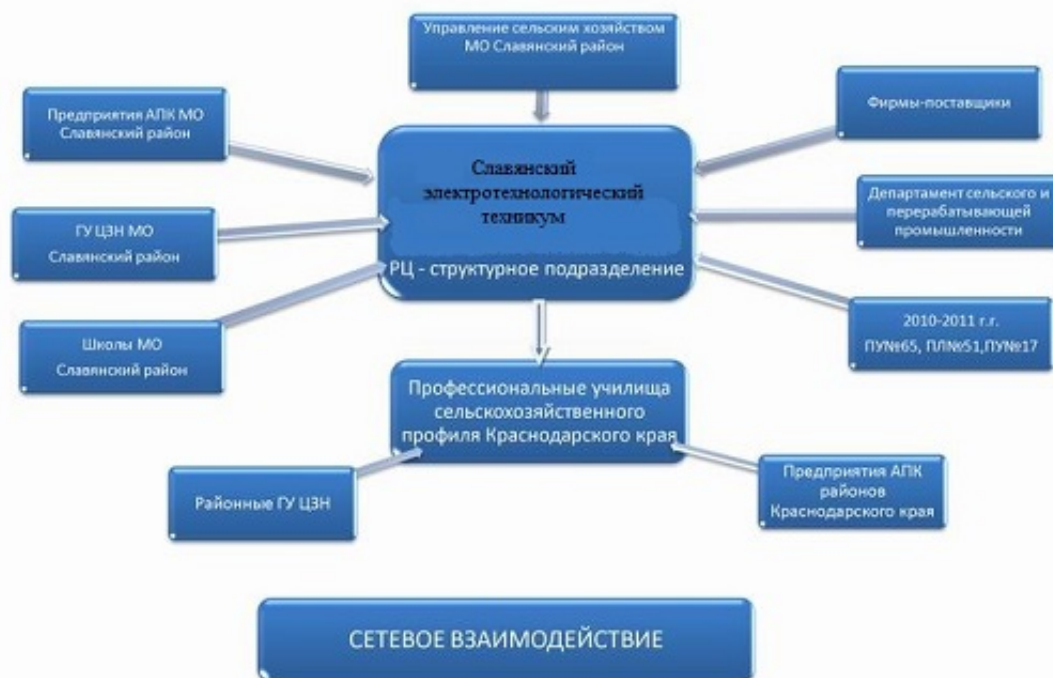 Управление сельским хозяйством
МО Славянский район
Предприятия АПК МО
Славянский район
Фирмы-поставщики
Славянский
электротехнологический
техникум
РЦ - структурное подразделение
ГУ ЦЗН МО
Славянский район
Департамент сельского и
перерабатывающей
промышленности
Школы МО
Славянский район
2010-2011 г.г.
ПУ№65, ПЛ№51,ПУ№17
Профессиональные училища
сельскохозяйственного
профиля Краснодарского края
Районные ГУ ЦЗН
Предприятия АПК
районов
Краснодарского края
СЕТЕВОЕ ВЗАИМОДЕЙСТВИЕ